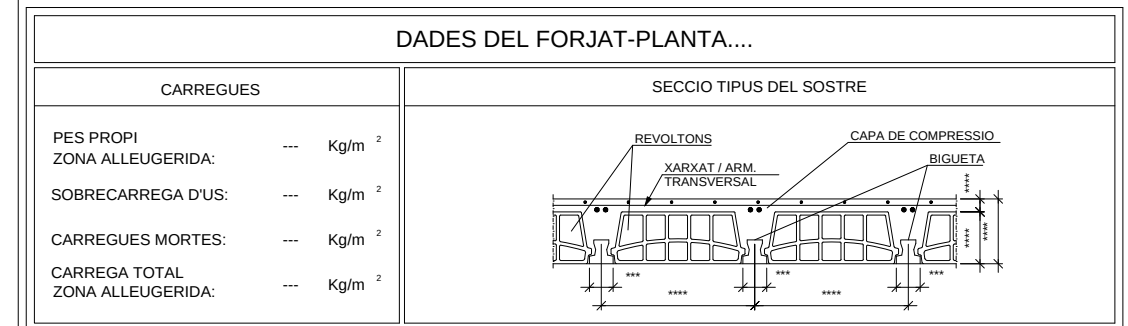 DADES DEL FORJAT-PLANTA....
CARREGUES
PES PROPI
ZONA ALLEUGERIDA: --- Kg/m 2
SOBRECARREGA D'US: --- Kg/m 2
CARREGUES MORTES: --- Kg/m 2
CARREGA TOTAL
ZONA ALLEUGERIDA: --- Kg/m 2
SECCIO TIPUS DEL SOSTRE
REVOLTONS
CAPA DE COMPRESSIO
XARXAT / ARM.
TRANSVERSAL
BIGUETA
****
****
****
***
***
***
****
****